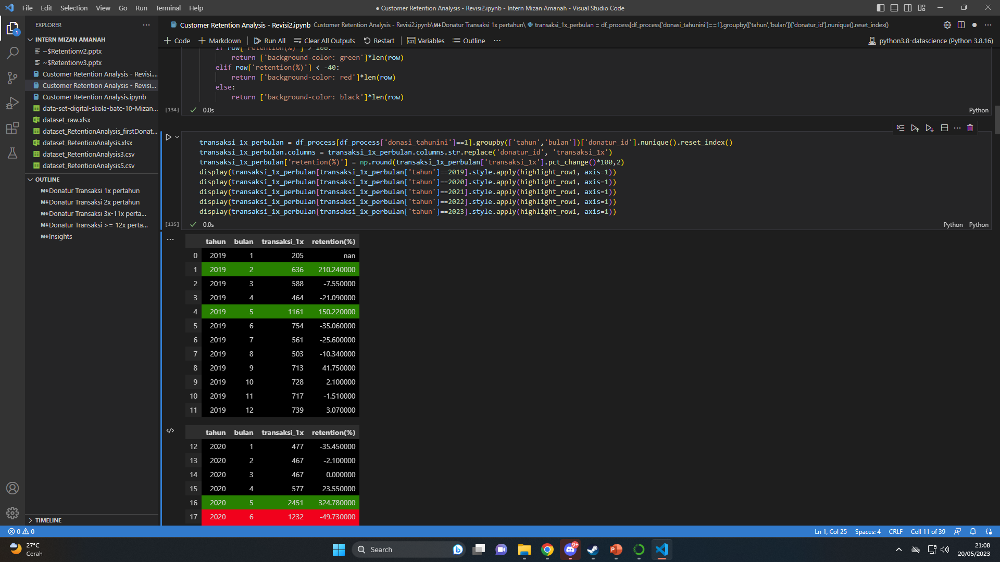 File Edit Selection View Go Run Terminal Help
● Customer Retention Analysis - Revisi2.ipynb - Intern Mizan Amanah - Visual Studio Code
EXPLORER
INTERN MIZAN AMANAH
~$Retentionv2.pptx
~$Retentionv3.pptx
Customer Retention Analysis - Revisi....
Customer Retention Analysis - Revisi...
Customer Retention Analysis.ipynb
data-set-digital-skola-batc-10-Mizan...
dataset_raw.xlsx
dataset_RetentionAnalysis_firstDonat...
dataset_RetentionAnalysis.xlsx
dataset_RetentionAnalysis3.csv
dataset_RetentionAnalysis5.csv
OUTLINE
M↓Donatur Transaksi 1x pertahun
M↓Donatur Transaksi 2x pertahun
M↓Donatur Transaksi 3x-11x perta...
M↓Donatur Transaksi >= 12x perta...
M↓Insights
TIMELINE
Customer Retention Analysis - Revisi2.ipynb Customer Retention Analysis - Revisi2.ipynb\M↓Donatur Transaksi 1x pertahun\ transaksi_1x_perbulan = df_process[df_process['donasi_tahunini']==1].groupby(['tahun','bulan'])['donatur_id'].nunique().reset_index()
+ Code + Markdown Run All Clear All Outputs Restart Variables Outline ... python3.8-datascience (Python 3.8.16)
if row['retention(%)'] > 100:
return ['background-color: green']*len(row)
elif row['retention(%)'] < -40:
return ['background-color: red']*len(row)
else:
return ['background-color: black']*len(row)
[134] ✓ 0.0s Python
transaksi_1x_perbulan = df_process[df_process['donasi_tahunini']==1].groupby(['tahun','bulan'])['donatur_id'].nunique().reset_index()
transaksi_1x_perbulan.columns = transaksi_1x_perbulan.columns.str.replace('donatur_id', 'transaksi_1x')
transaksi_1x_perbulan['retention(%)'] = np.round(transaksi_1x_perbulan['transaksi_1x'].pct_change()*100,2)
display(transaksi_1x_perbulan[transaksi_1x_perbulan['tahun']==2019].style.apply(highlight_row1, axis=1))
display(transaksi_1x_perbulan[transaksi_1x_perbulan['tahun']==2020].style.apply(highlight_row1, axis=1))
display(transaksi_1x_perbulan[transaksi_1x_perbulan['tahun']==2021].style.apply(highlight_row1, axis=1))
display(transaksi_1x_perbulan[transaksi_1x_perbulan['tahun']==2022].style.apply(highlight_row1, axis=1))
display(transaksi_1x_perbulan[transaksi_1x_perbulan['tahun']==2023].style.apply(highlight_row1, axis=1))
[135] ✓ 0.0s Python Python
tahun bulan transaksi_1x retention(%)
0 2019 1 205 nan
1 2019 2 636 210.240000
2 2019 3 588 -7.550000
3 2019 4 464 -21.090000
4 2019 5 1161 150.220000
5 2019 6 754 -35.060000
6 2019 7 561 -25.600000
7 2019 8 503 -10.340000
8 2019 9 713 41.750000
9 2019 10 728 2.100000
10 2019 11 717 -1.510000
11 2019 12 739 3.070000
tahun bulan transaksi_1x retention(%)
12 2020 1 477 -35.450000
13 2020 2 467 -2.100000
14 2020 3 467 0.000000
15 2020 4 577 23.550000
16 2020 5 2451 324.780000
17 2020 6 1232 -49.730000
0 0 Ln 1, Col 25 Spaces: 4 CRLF Cell 11 of 39
27°C
Cerah
Search
9+
21:08
20/05/2023